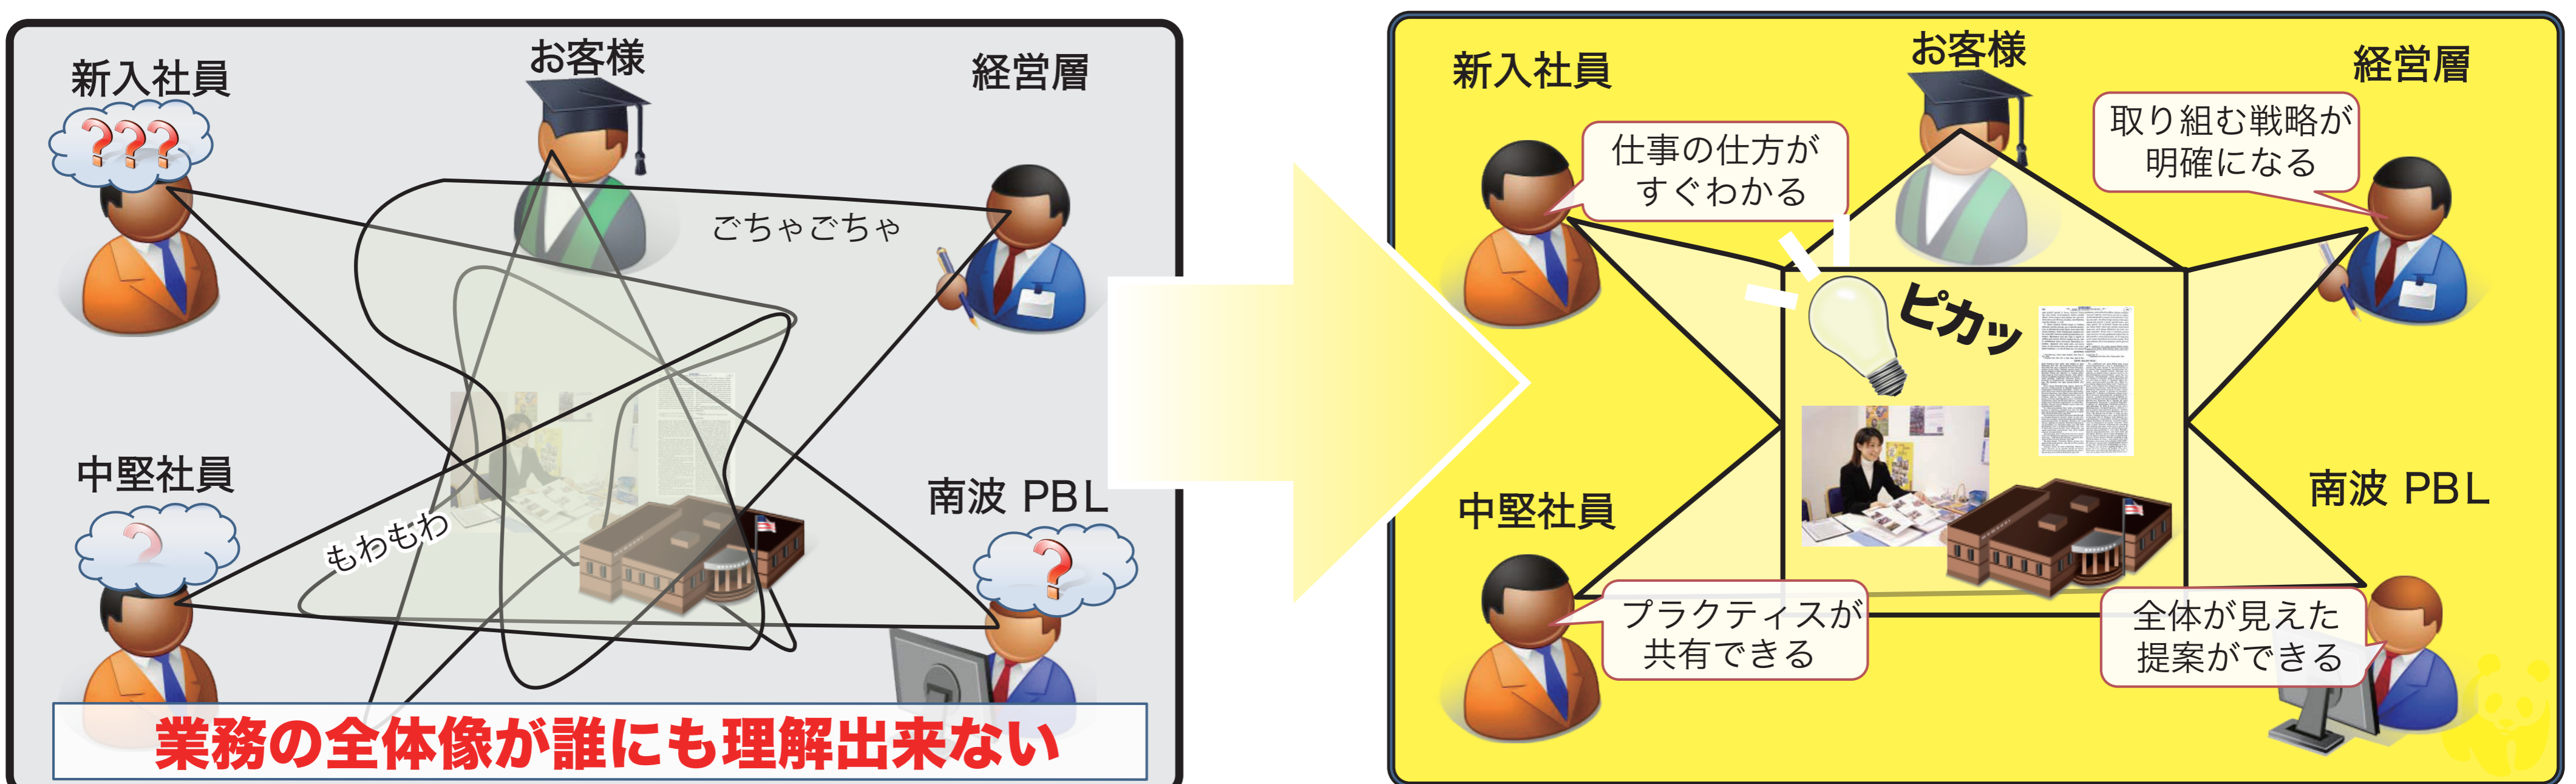 新入社員
お客様
経営層
???
ごちゃごちゃ
中堅社員
?
もわもわ
南波 PBL
?
業務の全体像が誰にも理解出来ない
新入社員
お客様
経営層
仕事の仕方が
すぐわかる
取り組む戦略が
明確になる
ピカッ
中堅社員
南波 PBL
プラクティスが
共有できる
全体が見えた
提案ができる